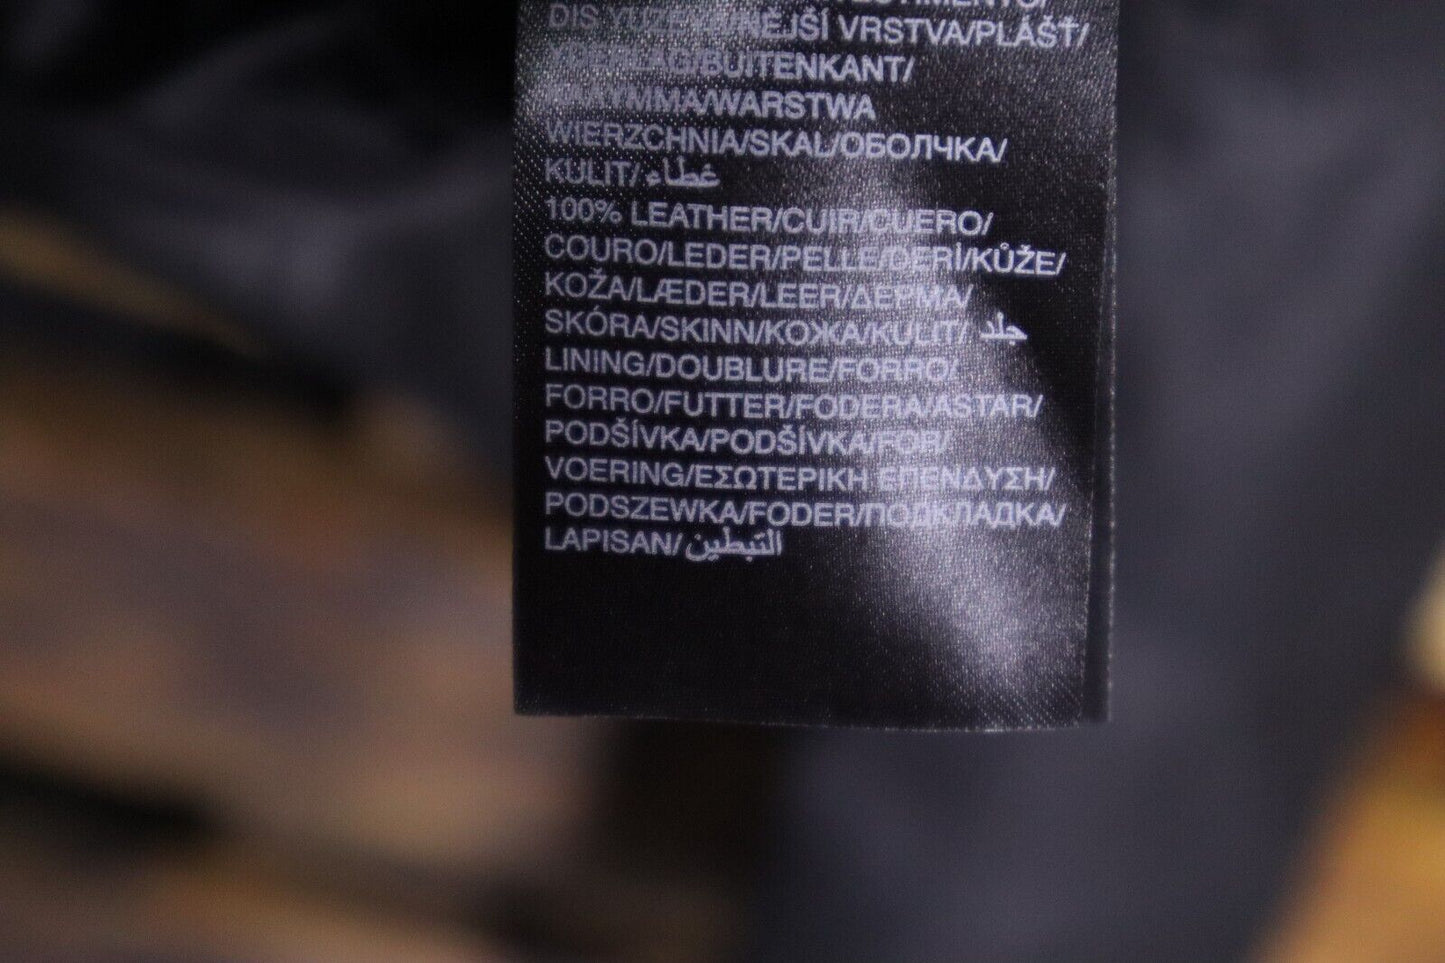 DIS YUZEY/VNĚJŠÍ VRSTVA/PLÁŠŤ/
/BUITENKANT/
WARSTWA
WIERZCHNIA/SKAL/ОБОЛЧКА/
KULIT/ غطاء
100% LEATHER/CUIR/CUERO/
COURO/LEDER/PELLE/DERİ/KŮŽE/
KOŽA/LÆDER/LEER/ΔΕΡΜΑ/
SKÓRA/SKINN/КОЖА/KULIT/ جلد
LINING/DOUBLURE/FORRO/
FORRO/FUTTER/FODERA/ASTAR/
PODŠÍVKA/PODŠÍVKA/FOR/
VOERING/ΕΣΩΤΕΡΙΚΗ ΕΠΕΝΔΥΣΗ/
PODSZEWKA/FODER/ПОДКЛАДКА/
LAPISAN/ التبطين